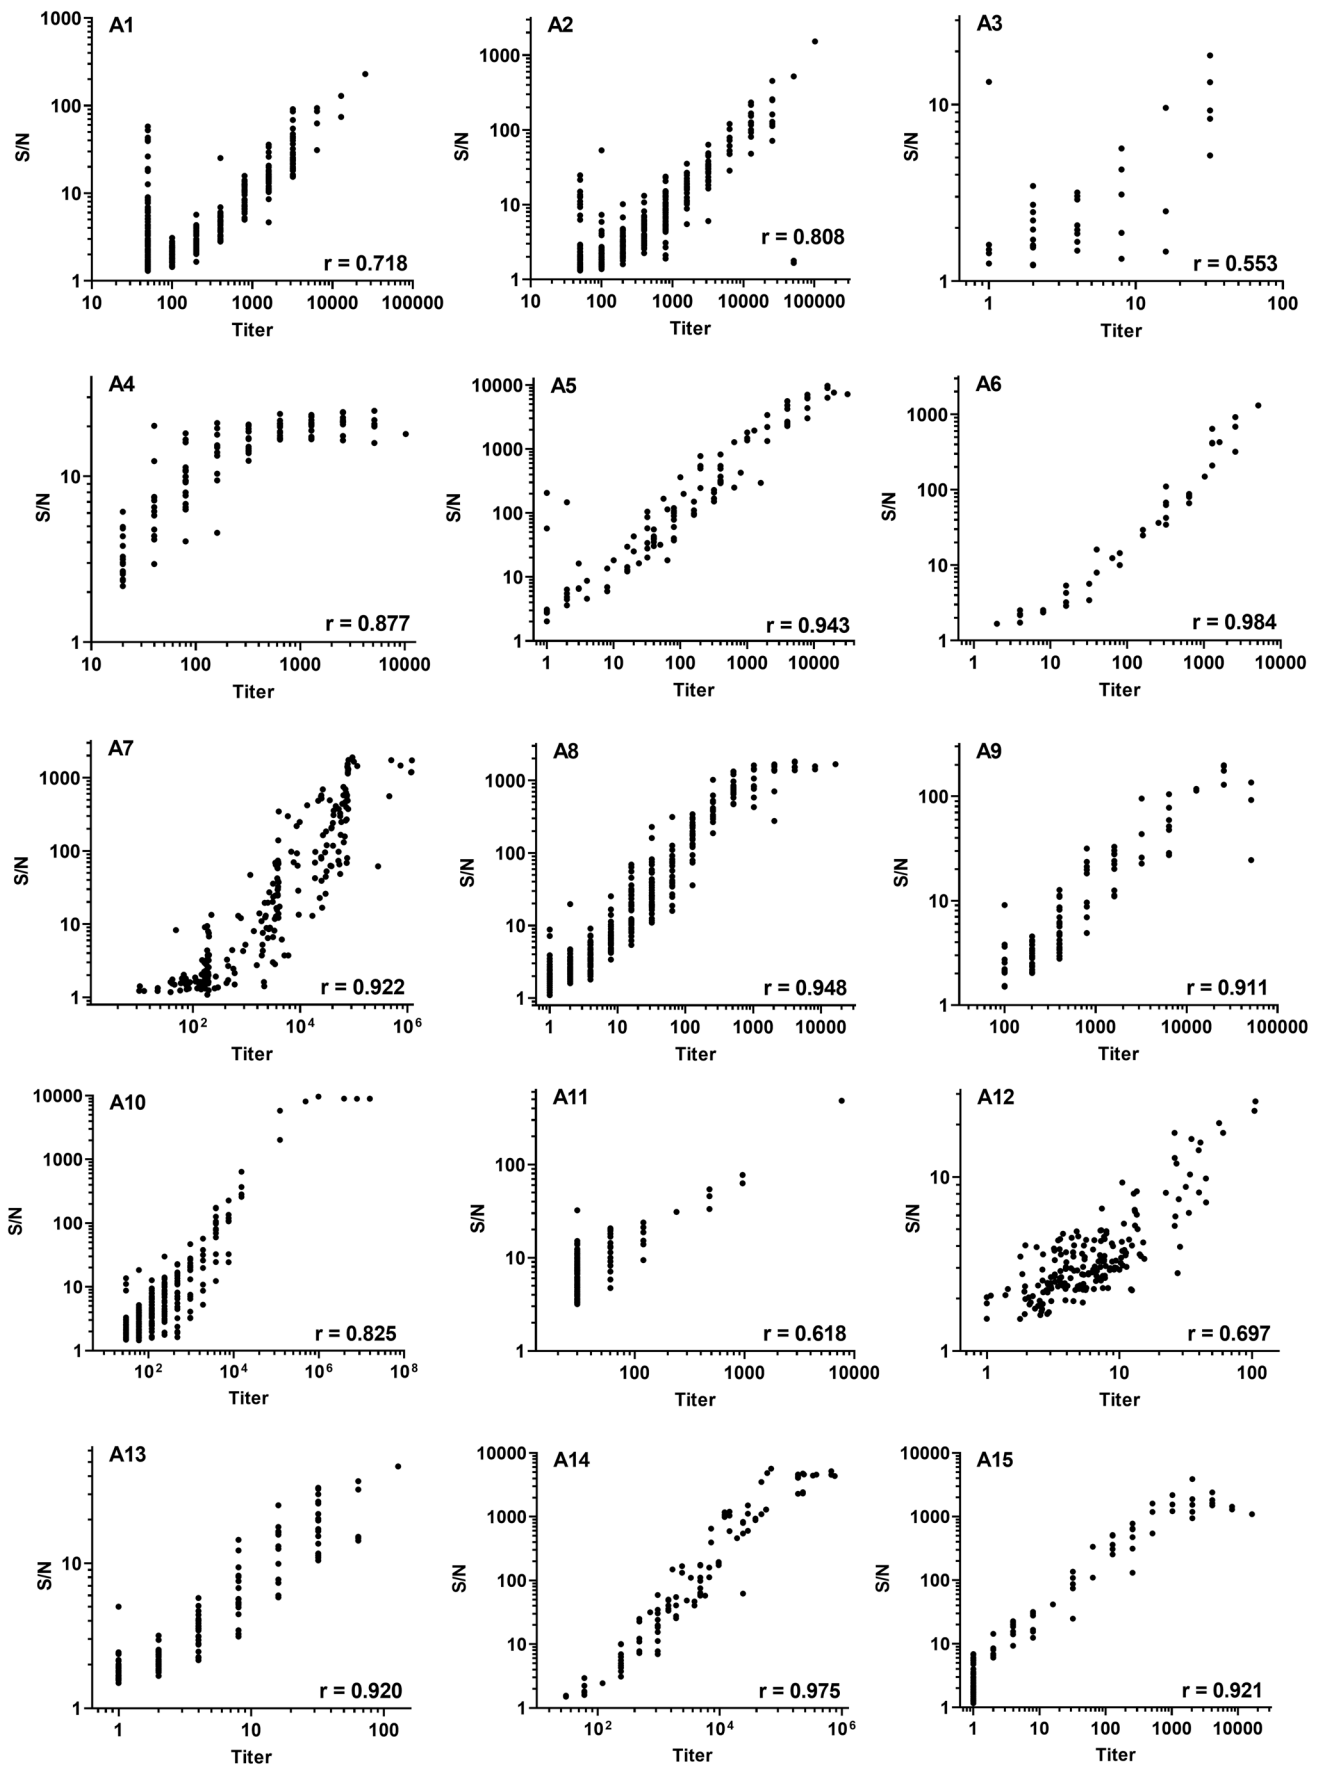 A1
1000
100
10
1
S/N
r = 0.718
10 100 1000 10000 100000
Titer
A2
1000
100
10
1
S/N
r = 0.808
10 100 1000 10000 100000
Titer
A3
10
1
S/N
r = 0.553
1 10 100
Titer
A4
10
1
S/N
r = 0.877
10 100 1000 10000
Titer
A5
10000
1000
100
10
1
S/N
r = 0.943
1 10 100 1000 10000
Titer
A6
1000
100
10
1
S/N
r = 0.984
1 10 100 1000 10000
Titer
A7
1000
100
10
1
S/N
r = 0.922
10² 10⁴ 10⁶
Titer
A8
1000
100
10
1
S/N
r = 0.948
1 10 100 1000 10000
Titer
A9
100
10
1
S/N
r = 0.911
100 1000 10000 100000
Titer
A10
10000
1000
100
10
1
S/N
r = 0.825
10² 10⁴ 10⁶ 10⁸
Titer
A11
100
10
1
S/N
r = 0.618
100 1000 10000
Titer
A12
10
1
S/N
r = 0.697
1 10 100
Titer
A13
10
1
S/N
r = 0.920
1 10 100
Titer
A14
10000
1000
100
10
1
S/N
r = 0.975
10² 10⁴ 10⁶
Titer
A15
10000
1000
100
10
1
S/N
r = 0.921
1 10 100 1000 10000
Titer